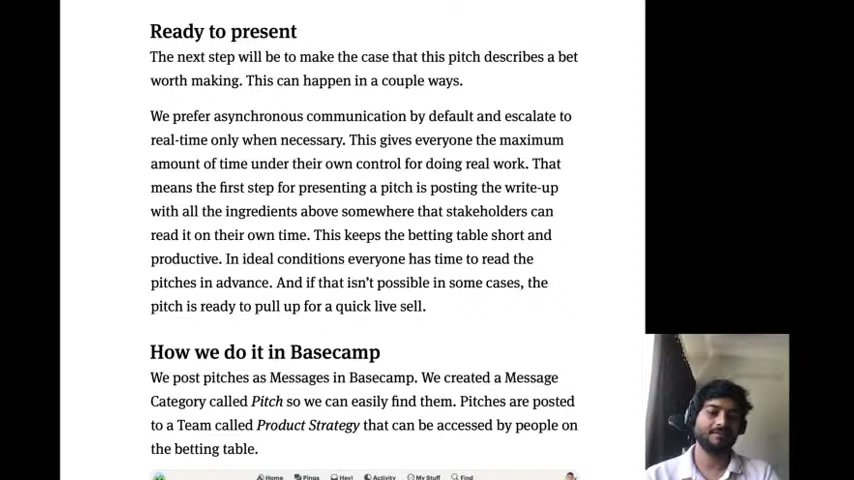 Ready to present
The next step will be to make the case that this pitch describes a bet
worth making. This can happen in a couple ways.
We prefer asynchronous communication by default and escalate to
real-time only when necessary. This gives everyone the maximum
amount of time under their own control for doing real work. That
means the first step for presenting a pitch is posting the write-up
with all the ingredients above somewhere that stakeholders can
read it on their own time. This keeps the betting table short and
productive. In ideal conditions everyone has time to read the
pitches in advance. And if that isn’t possible in some cases, the
pitch is ready to pull up for a quick live sell.
How we do it in Basecamp
We post pitches as Messages in Basecamp. We created a Message
Category called Pitch so we can easily find them. Pitches are posted
to a Team called Product Strategy that can be accessed by people on
the betting table.
Home Pings Hey! Activity My Stuff Find